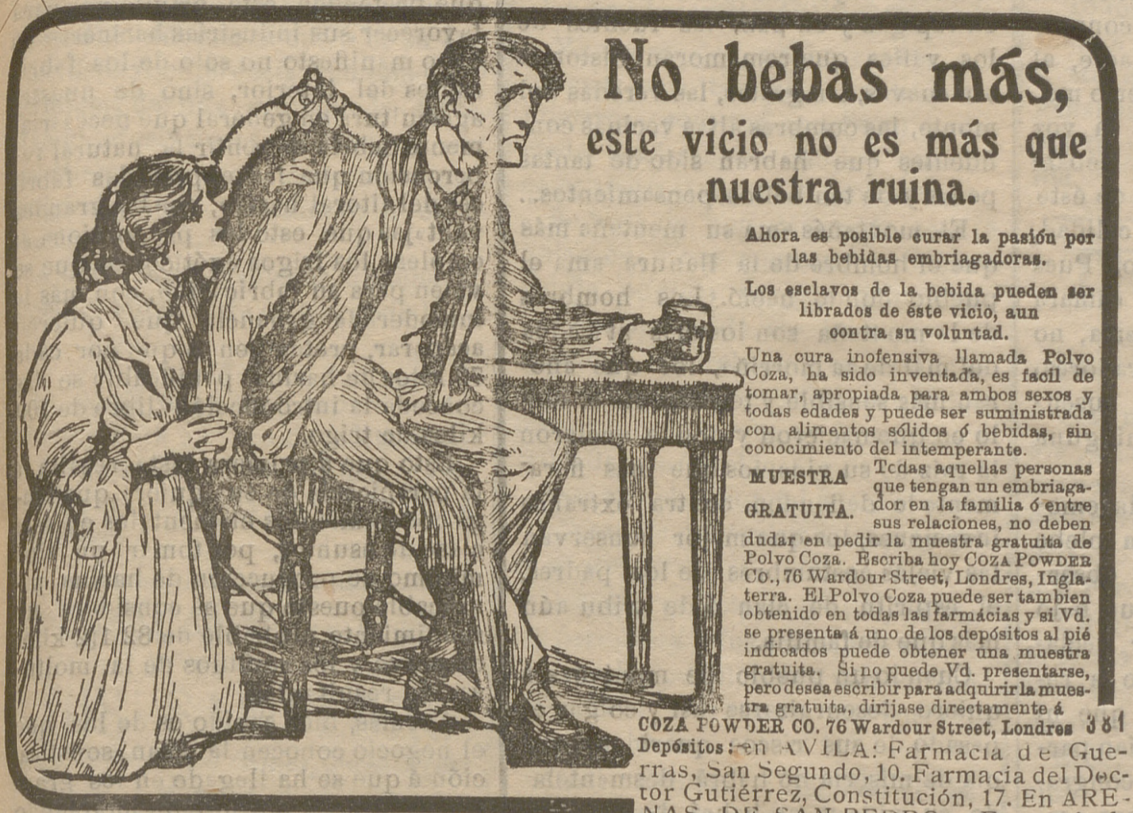 No bebas más,
este vicio no es más que
nuestra ruina.
Ahora es posible curar la pasión por
las bebidas embriagadoras.
Los esclavos de la bebida pueden ser
librados de éste vicio, aun
contra su voluntad.
Una cura inofensiva llamada Polvo
Coza, ha sido inventada, es facil de
tomar, apropiada para ambos sexos y
todas edades y puede ser suministrada
con alimentos sólidos ó bebidas, sin
conocimiento del intemperante.
MUESTRA
GRATUITA.
Todas aquellas personas
que tengan un embriaga-
dor en la familia ó entre
sus relaciones, no deben
dudar en pedir la muestra gratuita de
Polvo Coza. Escriba hoy COZA POWDER
Co., 76 Wardour Street, Londres, Ingla-
terra. El Polvo Coza puede ser tambien
obtenido en todas las farmácias y si Vd.
se presenta á uno de los depósitos al pié
indicados puede obtener una muestra
gratuita. Si no puede Vd. presentarse,
pero desea escribir para adquirir la mues-
tra gratuita, dirijase directamente á
COZA POWDER CO. 76 Wardour Street, Londres 381
Depósitos: en AVILA: Farmacia de Gue-
rras, San Segundo, 10. Farmacia del Doc-
tor Gutiérrez, Constitución, 17. En ARE-
NAS DE SAN PEDRO